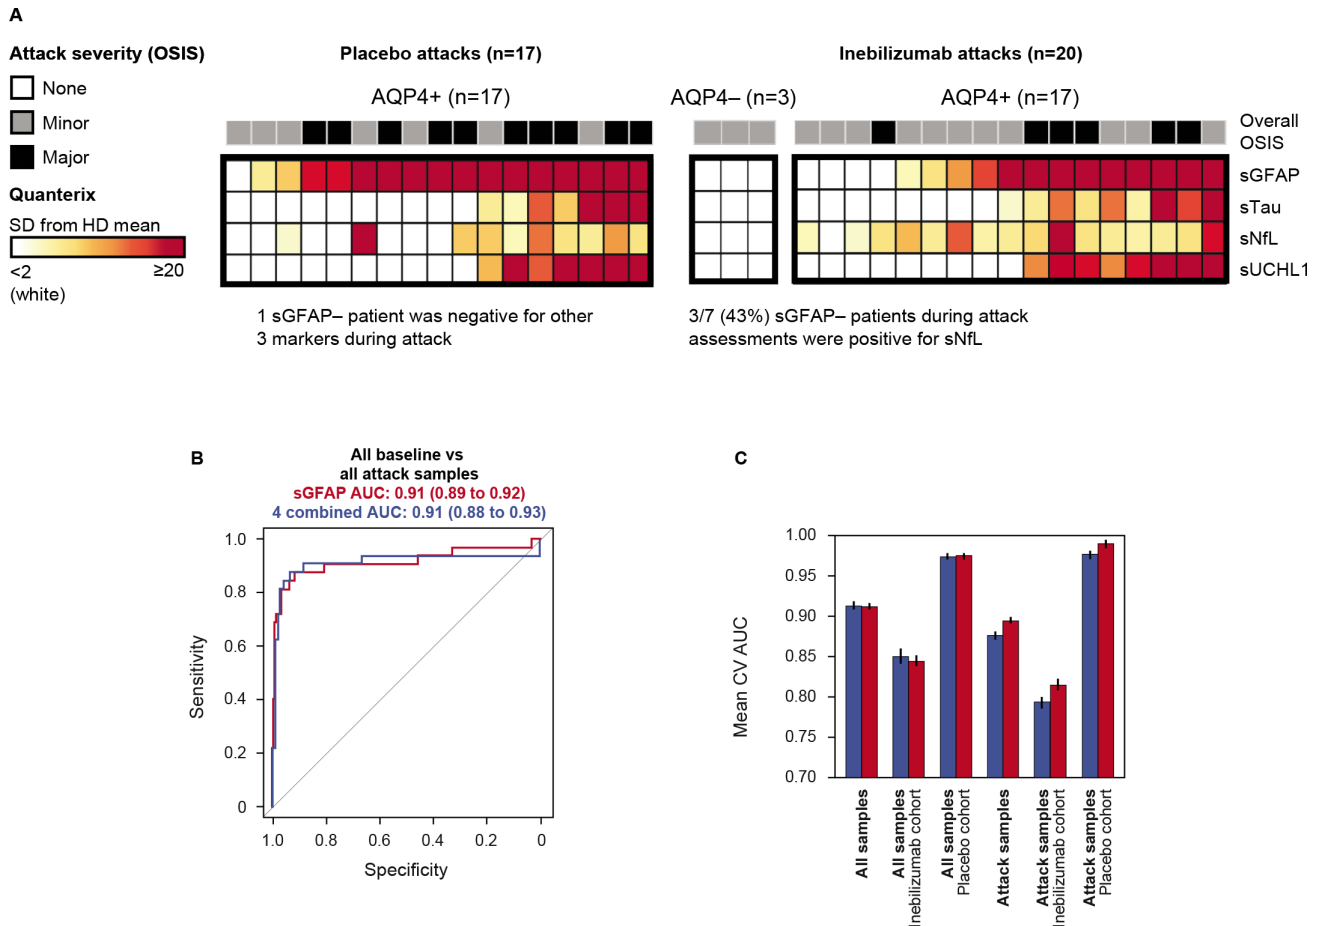 A
Attack severity (OSIS)
None
Minor
Major
Quanterix
SD from HD mean
<2
≥20
(white)
Placebo attacks (n=17)
AQP4+ (n=17)
Inebilizumab attacks (n=20)
AQP4– (n=3)
AQP4+ (n=17)
Overall
OSIS
sGFAP
sTau
sNfL
sUCHL1
1 sGFAP– patient was negative for other
3 markers during attack
3/7 (43%) sGFAP– patients during attack
assessments were positive for sNfL
B
All baseline vs
all attack samples
sGFAP AUC: 0.91 (0.89 to 0.92)
4 combined AUC: 0.91 (0.88 to 0.93)
Sensitivity
1.0
0.8
0.6
0.4
0.2
0
1.0
0.8
0.6
0.4
0.2
0
Specificity
C
Mean CV AUC
1.00
0.95
0.90
0.85
0.80
0.75
0.70
All samples
All samples
Inebilizumab cohort
All samples
Placebo cohort
Attack samples
Attack samples
Inebilizumab cohort
Attack samples
Placebo cohort